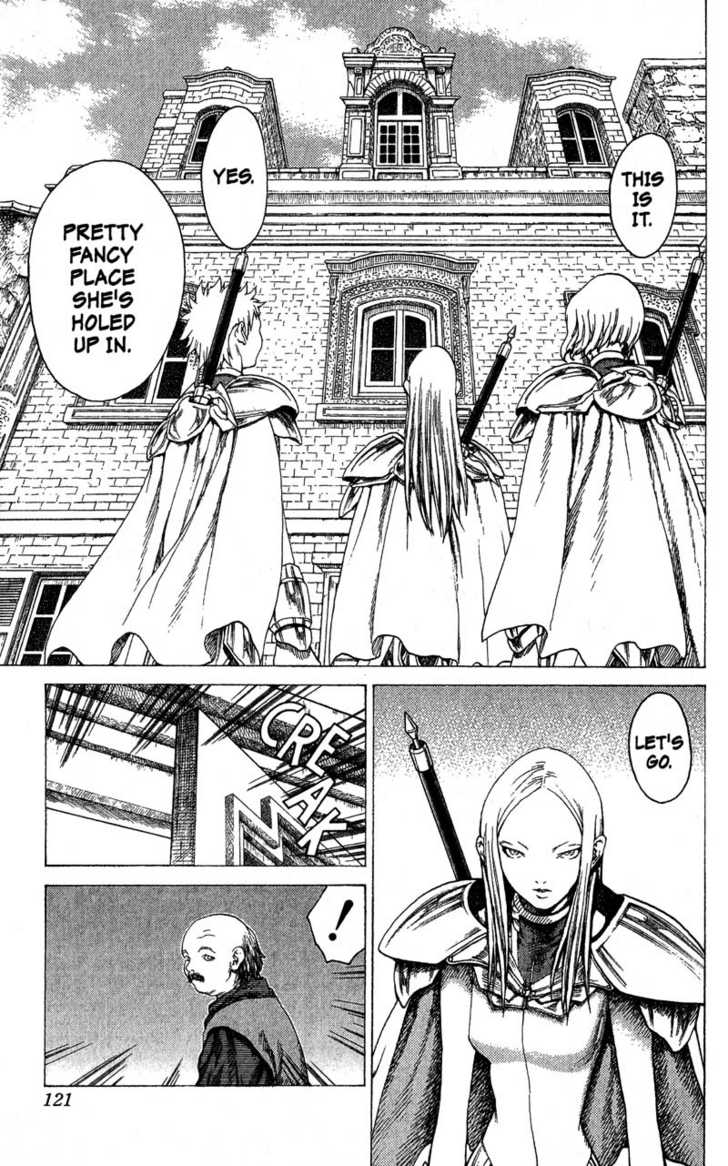 THIS
IS
IT.
YES.
PRETTY
FANCY
PLACE
SHE'S
HOLED
UP IN.
LET'S
GO.
CREAK
!
121